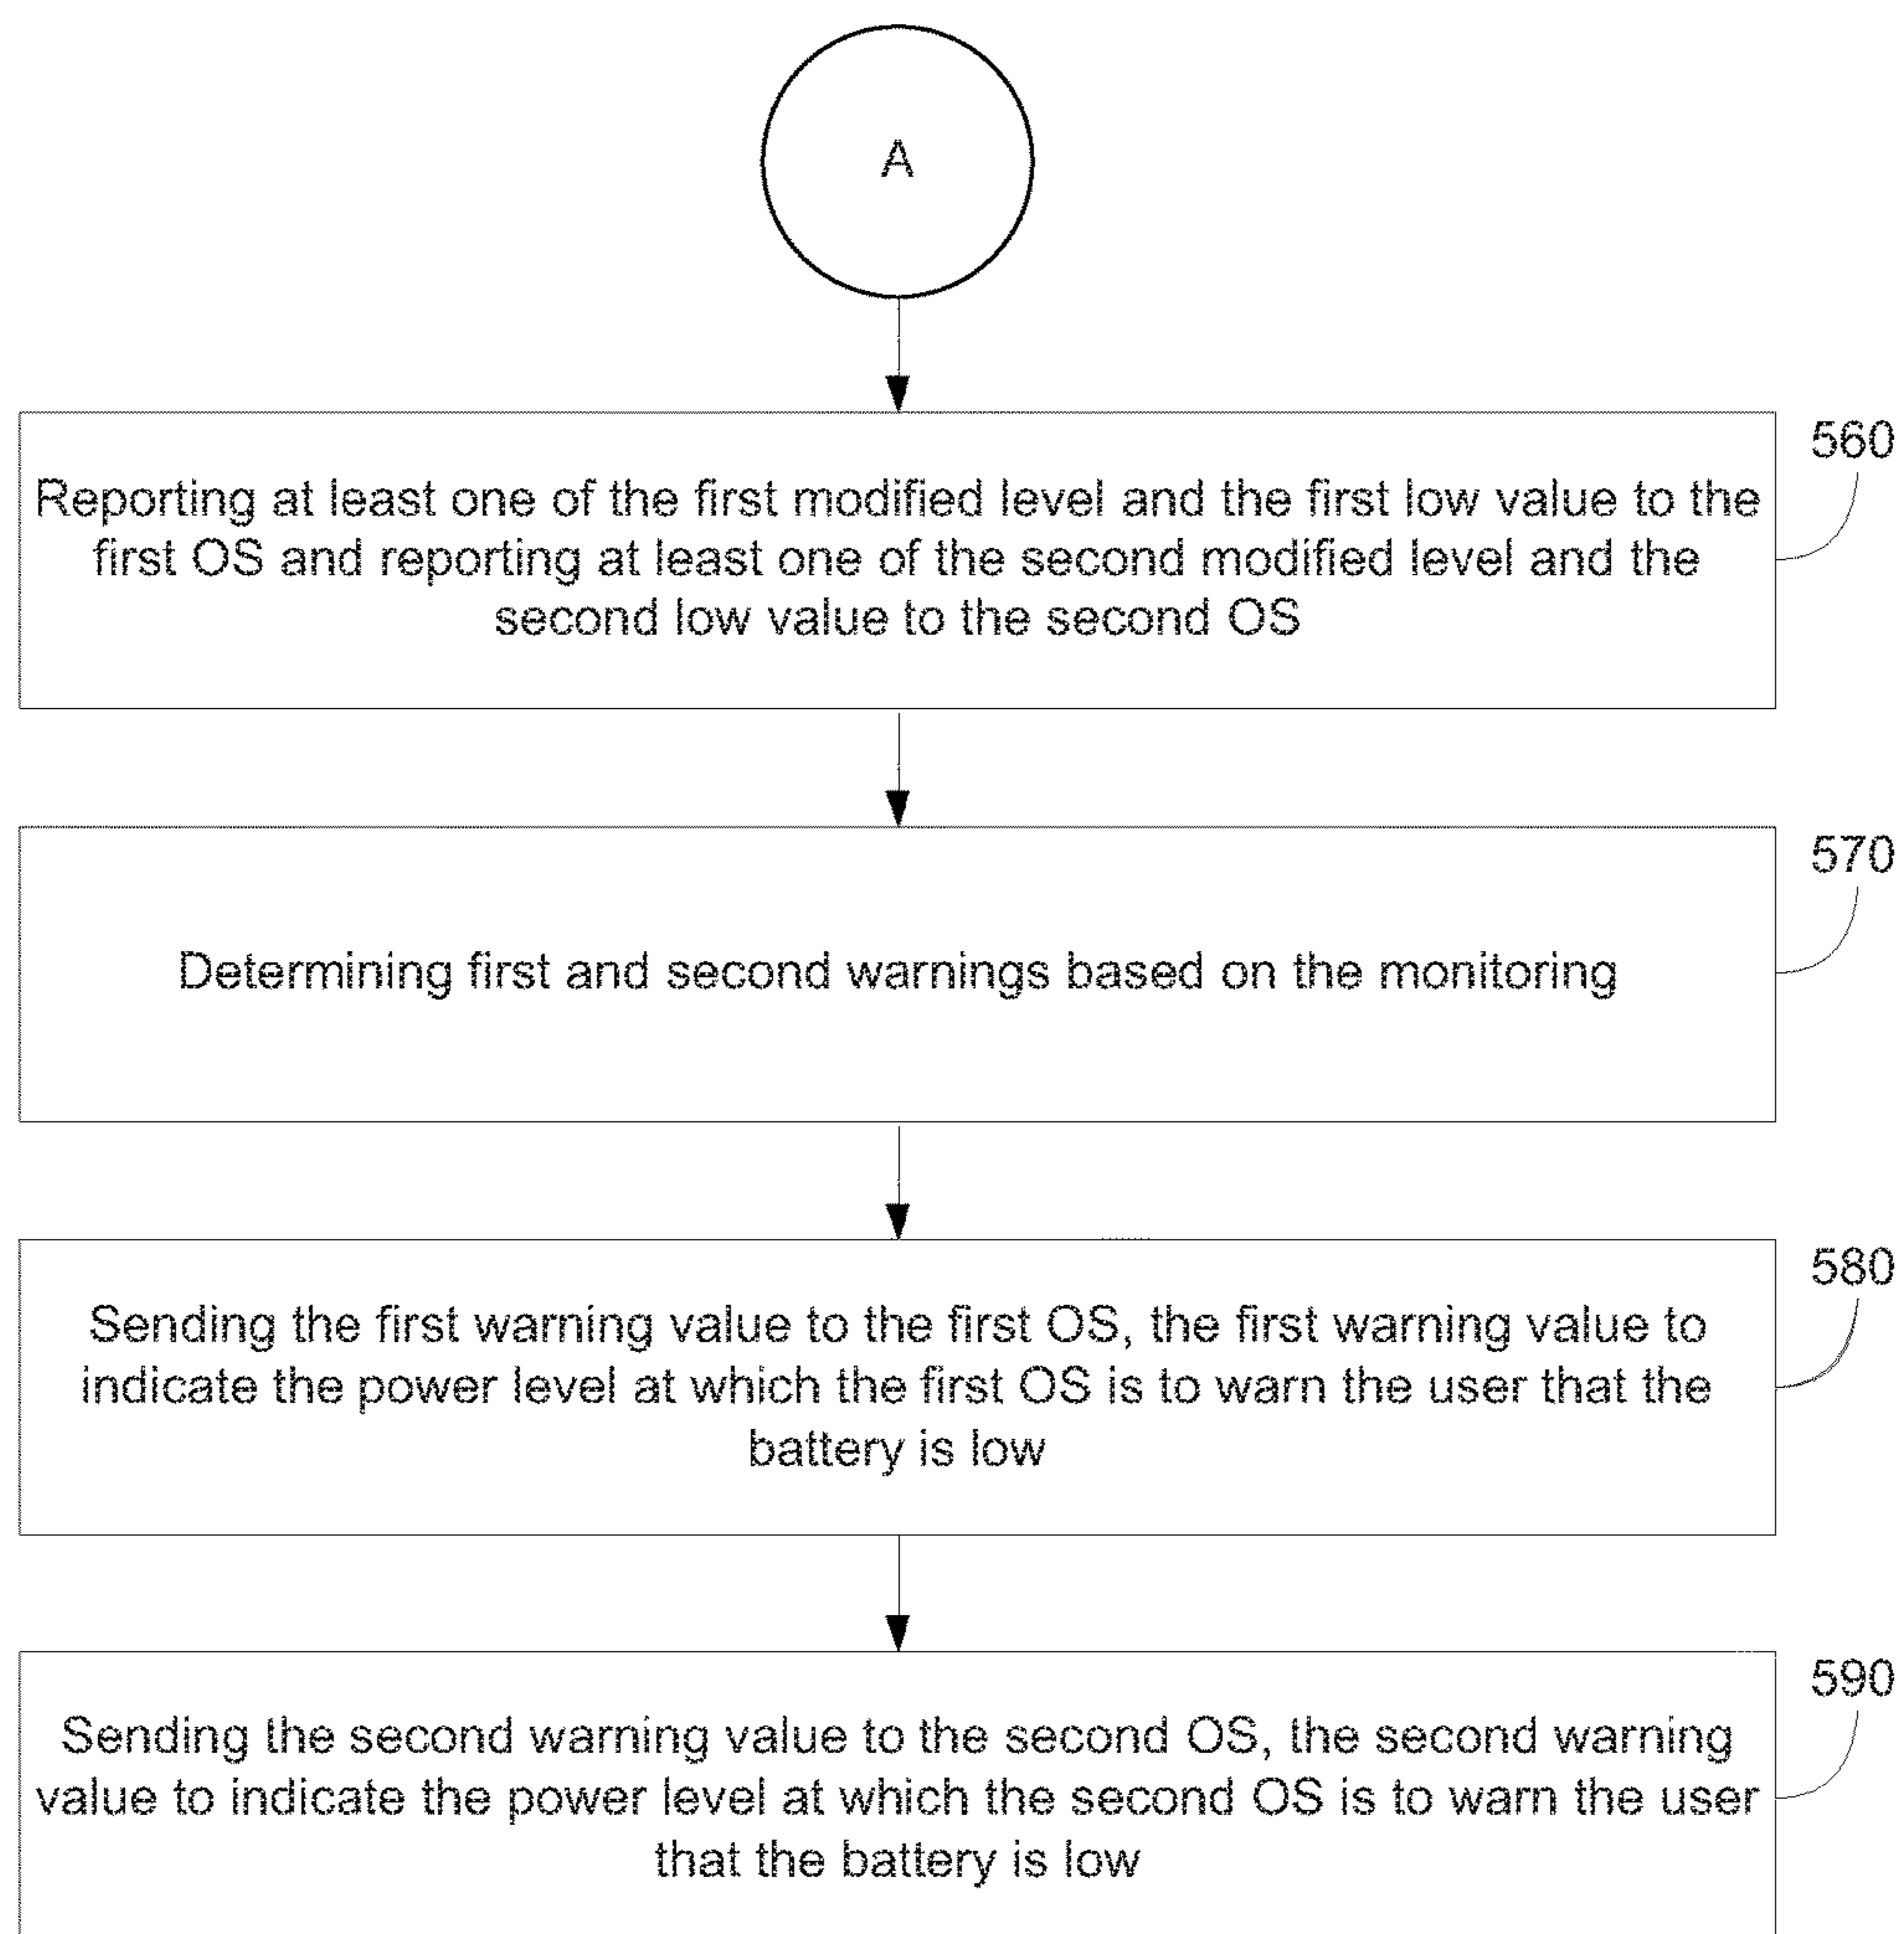 A
560
Reporting at least one of the first modified level and the first low value to the
first OS and reporting at least one of the second modified level and the
second low value to the second OS
570
Determining first and second warnings based on the monitoring
580
Sending the first warning value to the first OS, the first warning value to
indicate the power level at which the first OS is to warn the user that the
battery is low
590
Sending the second warning value to the second OS, the second warning
value to indicate the power level at which the second OS is to warn the user
that the battery is low